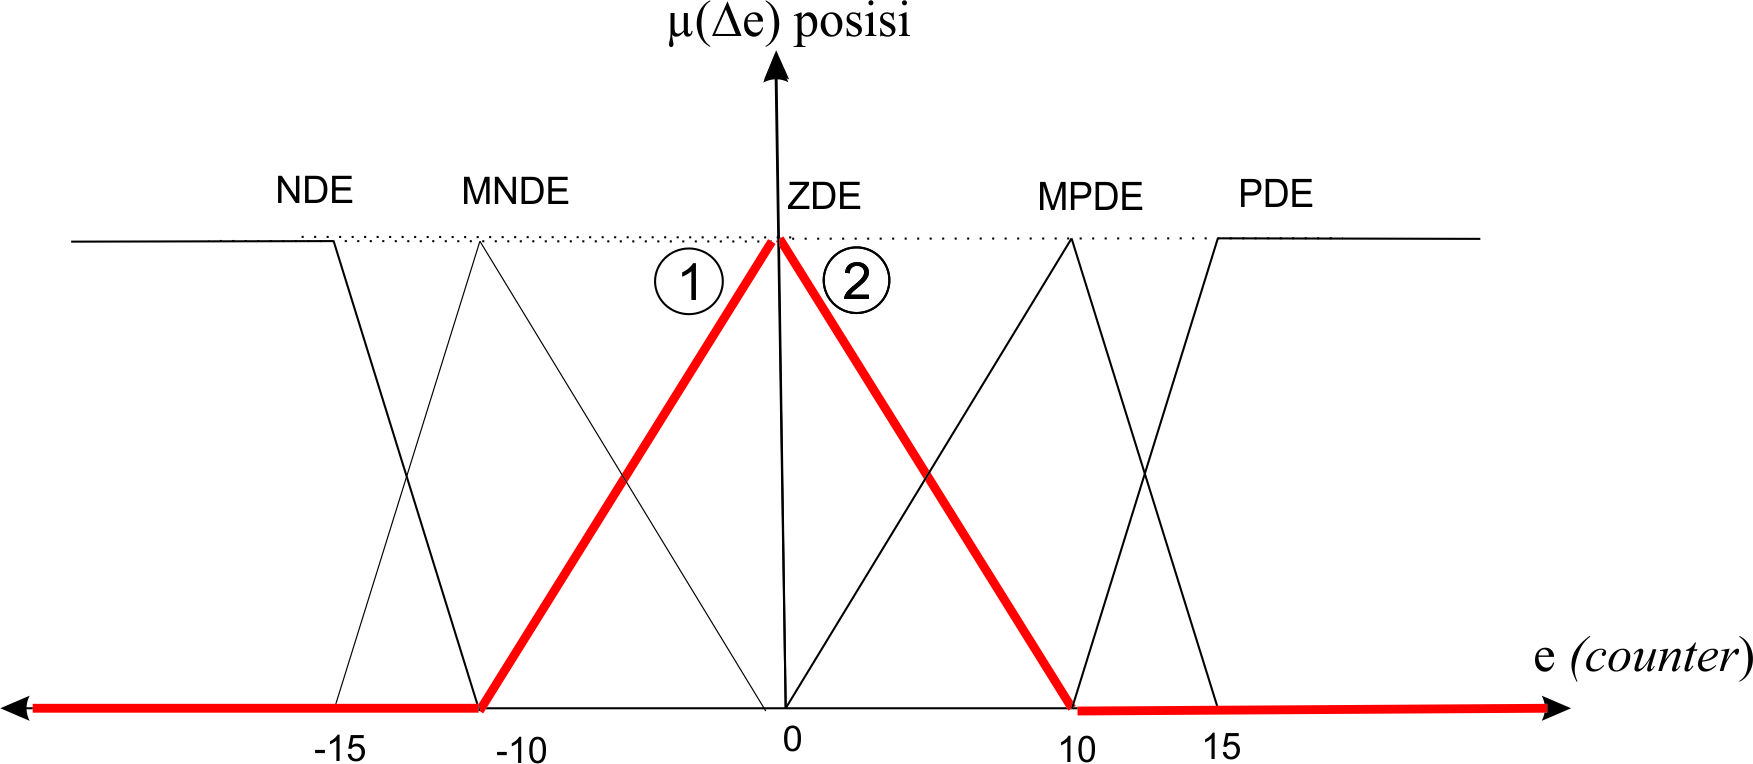 μ(Δe) posisi
NDE MNDE ZDE MPDE PDE
1 2
e (counter)
-15 -10 0 10 15